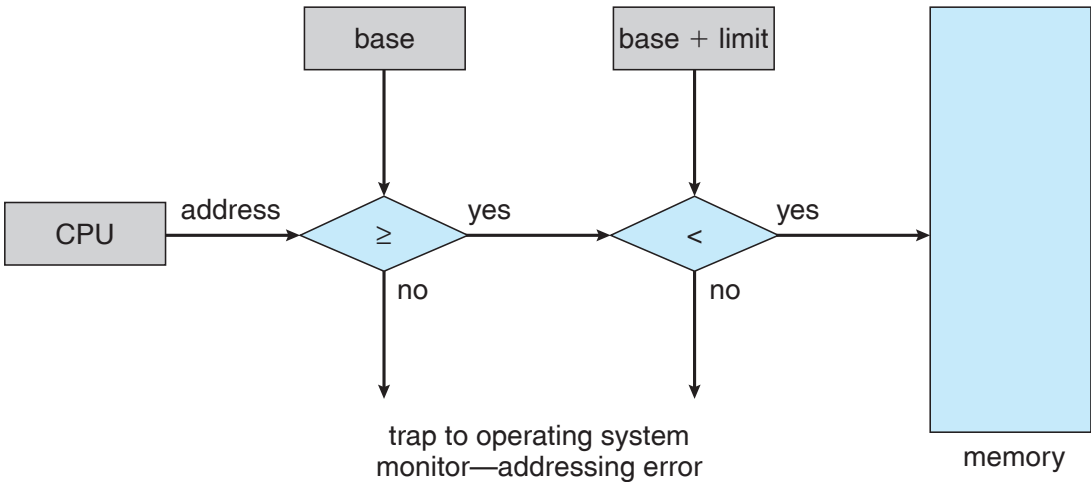 base
base + limit
CPU
address
≥
yes
<
yes
no
no
trap to operating system
monitor—addressing error
memory